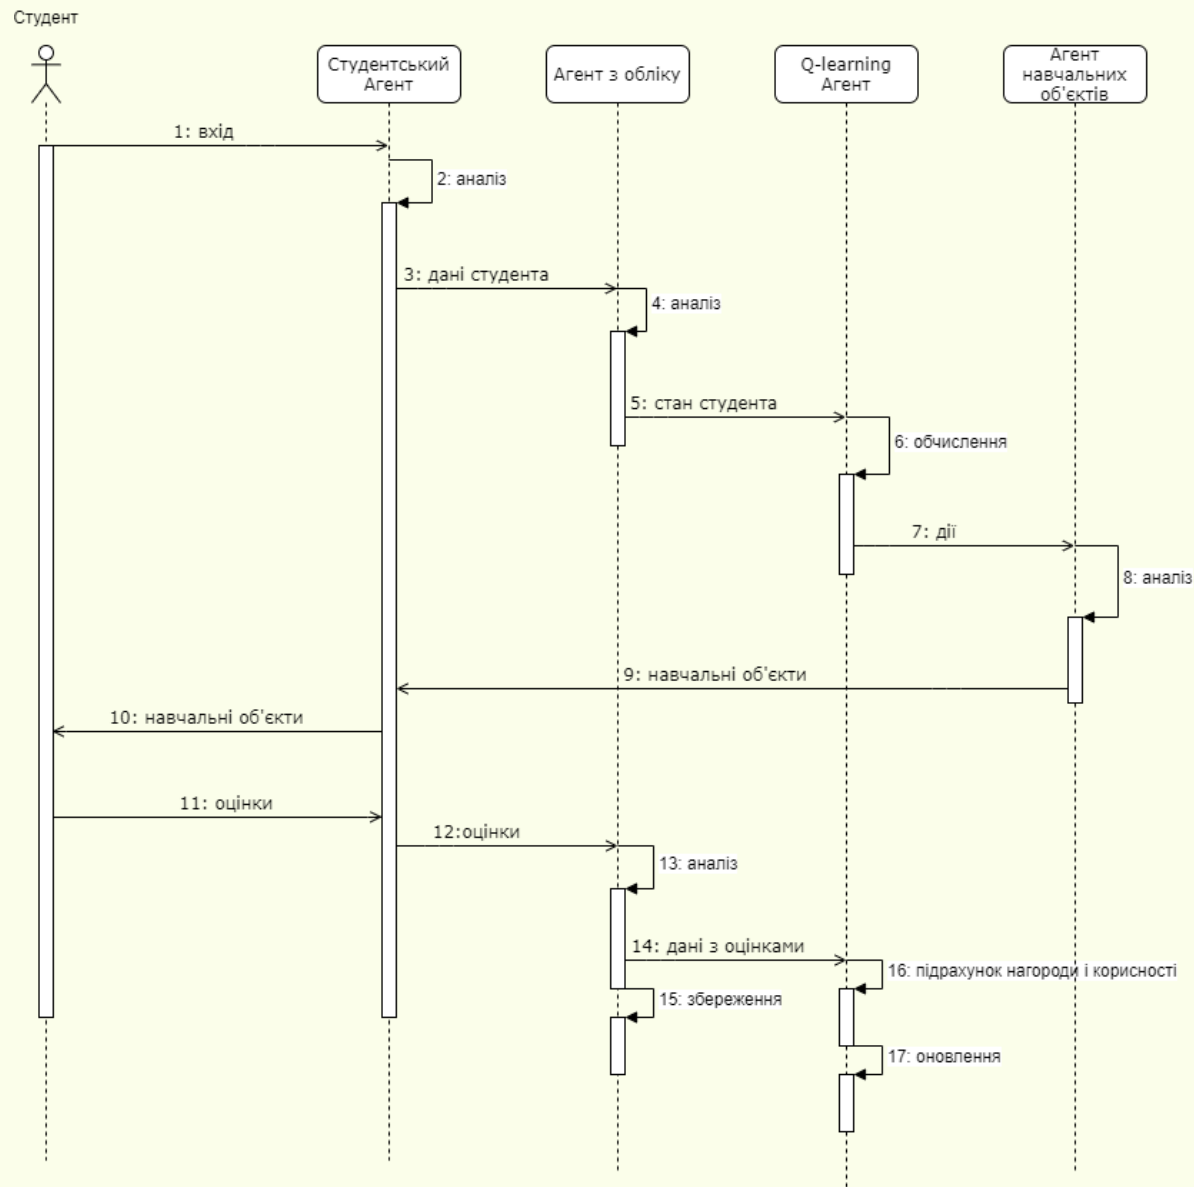 Студент
Студентський
Агент
Агент з обліку
Q-learning
Агент
Агент
навчальних
об'єктів
1: вхід
2: аналіз
3: дані студента
4: аналіз
5: стан студента
6: обчислення
7: дії
8: аналіз
9: навчальні об'єкти
10: навчальні об'єкти
11: оцінки
12:оцінки
13: аналіз
14: дані з оцінками
16: підрахунок нагороди і корисності
15: збереження
17: оновлення